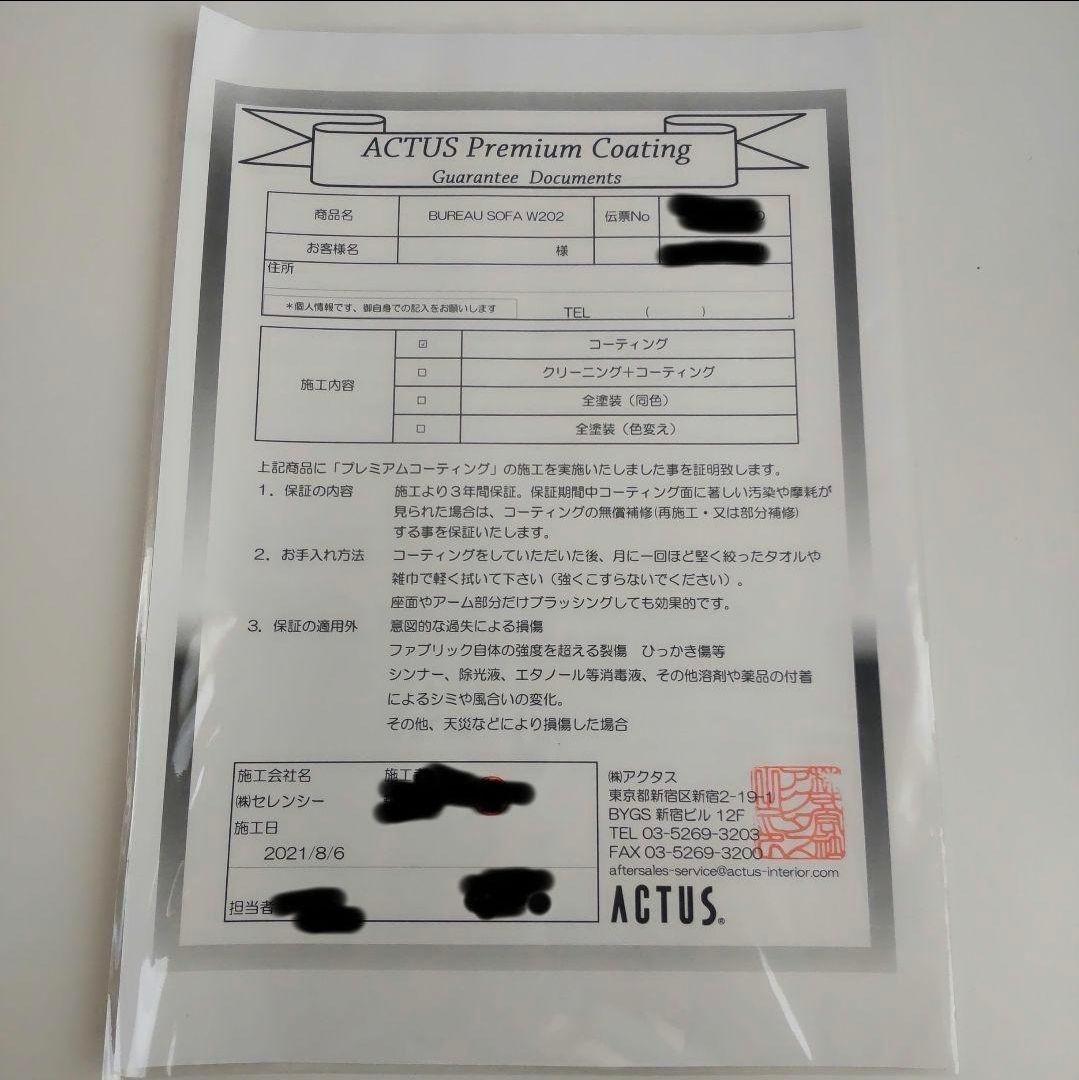 ACTUS Premium Coating
Guarantee Documents
商品名 BUREAU SOFA W202 伝票No
お客様名 様
住所
＊個人情報です、御自身での記入をお願いします TEL ( )
施工内容
☑ コーティング
□ クリーニング＋コーティング
□ 全塗装（同色）
□ 全塗装（色変え）
上記商品に「プレミアムコーティング」の施工を実施いたしました事を証明致します。
1．保証の内容 施工より３年間保証。保証期間中コーティング面に著しい汚染や摩耗が
見られた場合は、コーティングの無償補修(再施工・又は部分補修)
する事を保証いたします。
2．お手入れ方法 コーティングをしていただいた後、月に一回ほど堅く絞ったタオルや
雑巾で軽く拭いて下さい（強くこすらないでください）。
座面やアーム部分だけブラッシングしても効果的です。
3．保証の適用外 意図的な過失による損傷
ファブリック自体の強度を超える裂傷　ひっかき傷等
シンナー、除光液、エタノール等消毒液、その他溶剤や薬品の付着
によるシミや風合いの変化。
その他、天災などにより損傷した場合
施工会社名 施工
㈱セレンシー
施工日
2021/8/6
担当者
㈱アクタス
東京都新宿区新宿2-19-1
BYGS 新宿ビル 12F
TEL 03-5269-3203
FAX 03-5269-3200
aftersales-service@actus-interior.com
ACTUS®